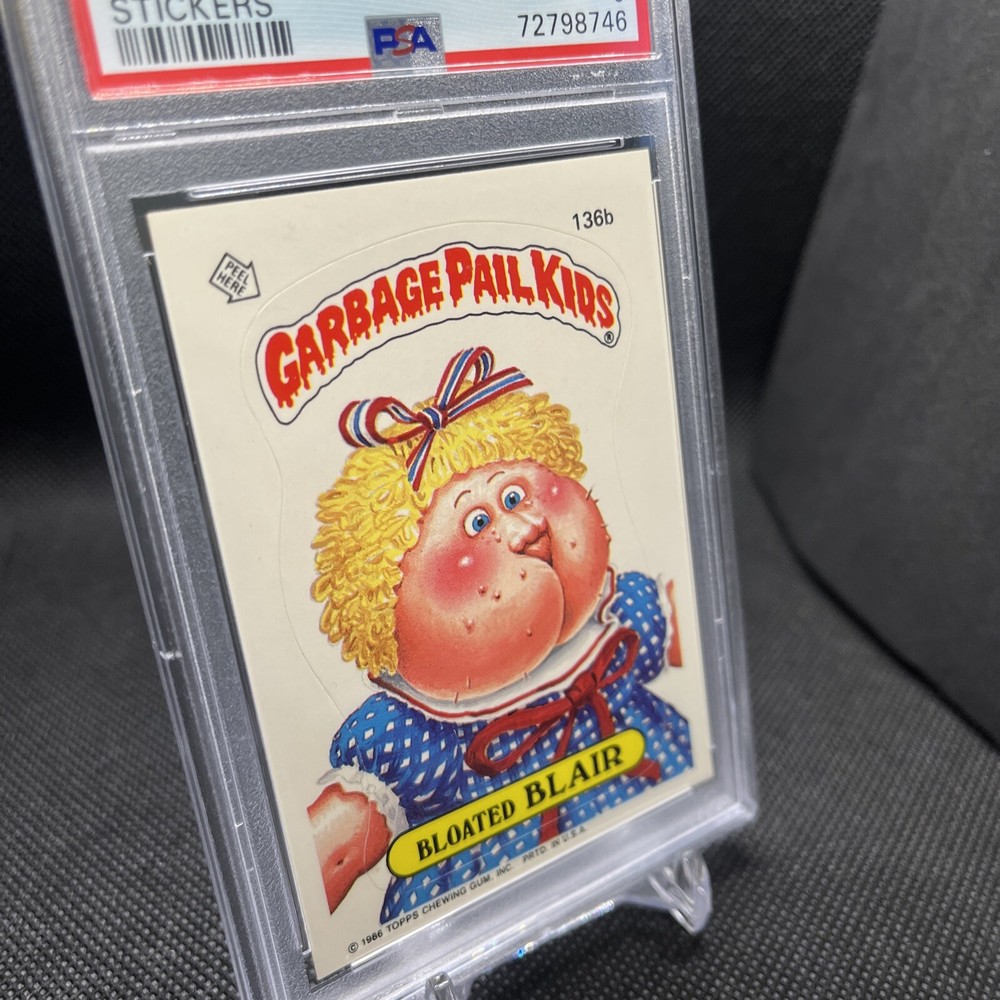 STICKERS
PSA
72798746
136b
PEEL
HERE
GARBAGE PAIL KIDS
®
BLOATED BLAIR
© 1986 TOPPS CHEWING GUM, INC. PRTD. IN U.S.A.